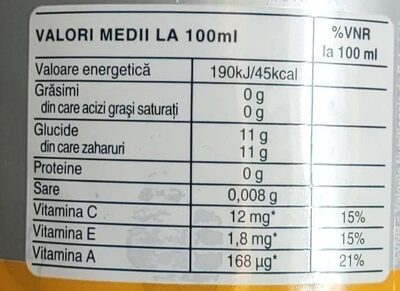 VALORI MEDII LA 100ml %VNR
la 100 ml
Valoare energetică 190kJ/45kcal
Grăsimi 0 g
din care acizi grași saturați 0 g
Glucide 11 g
din care zaharuri 11 g
Proteine 0 g
Sare 0,008 g
Vitamina C 12 mg* 15%
Vitamina E 1,8 mg* 15%
Vitamina A 168 µg* 21%